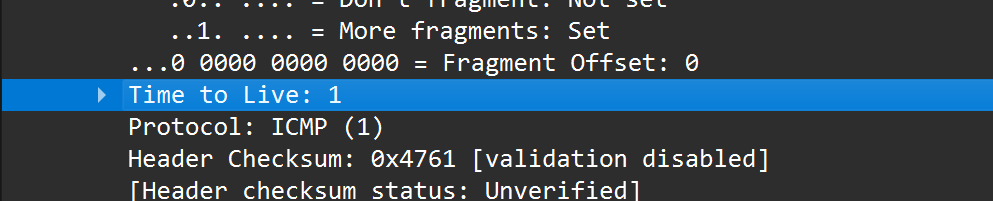 .0.. .... = Don't fragment: Not set
..1. .... = More fragments: Set
...0 0000 0000 0000 = Fragment Offset: 0
Time to Live: 1
Protocol: ICMP (1)
Header Checksum: 0x4761 [validation disabled]
[Header checksum status: Unverified]